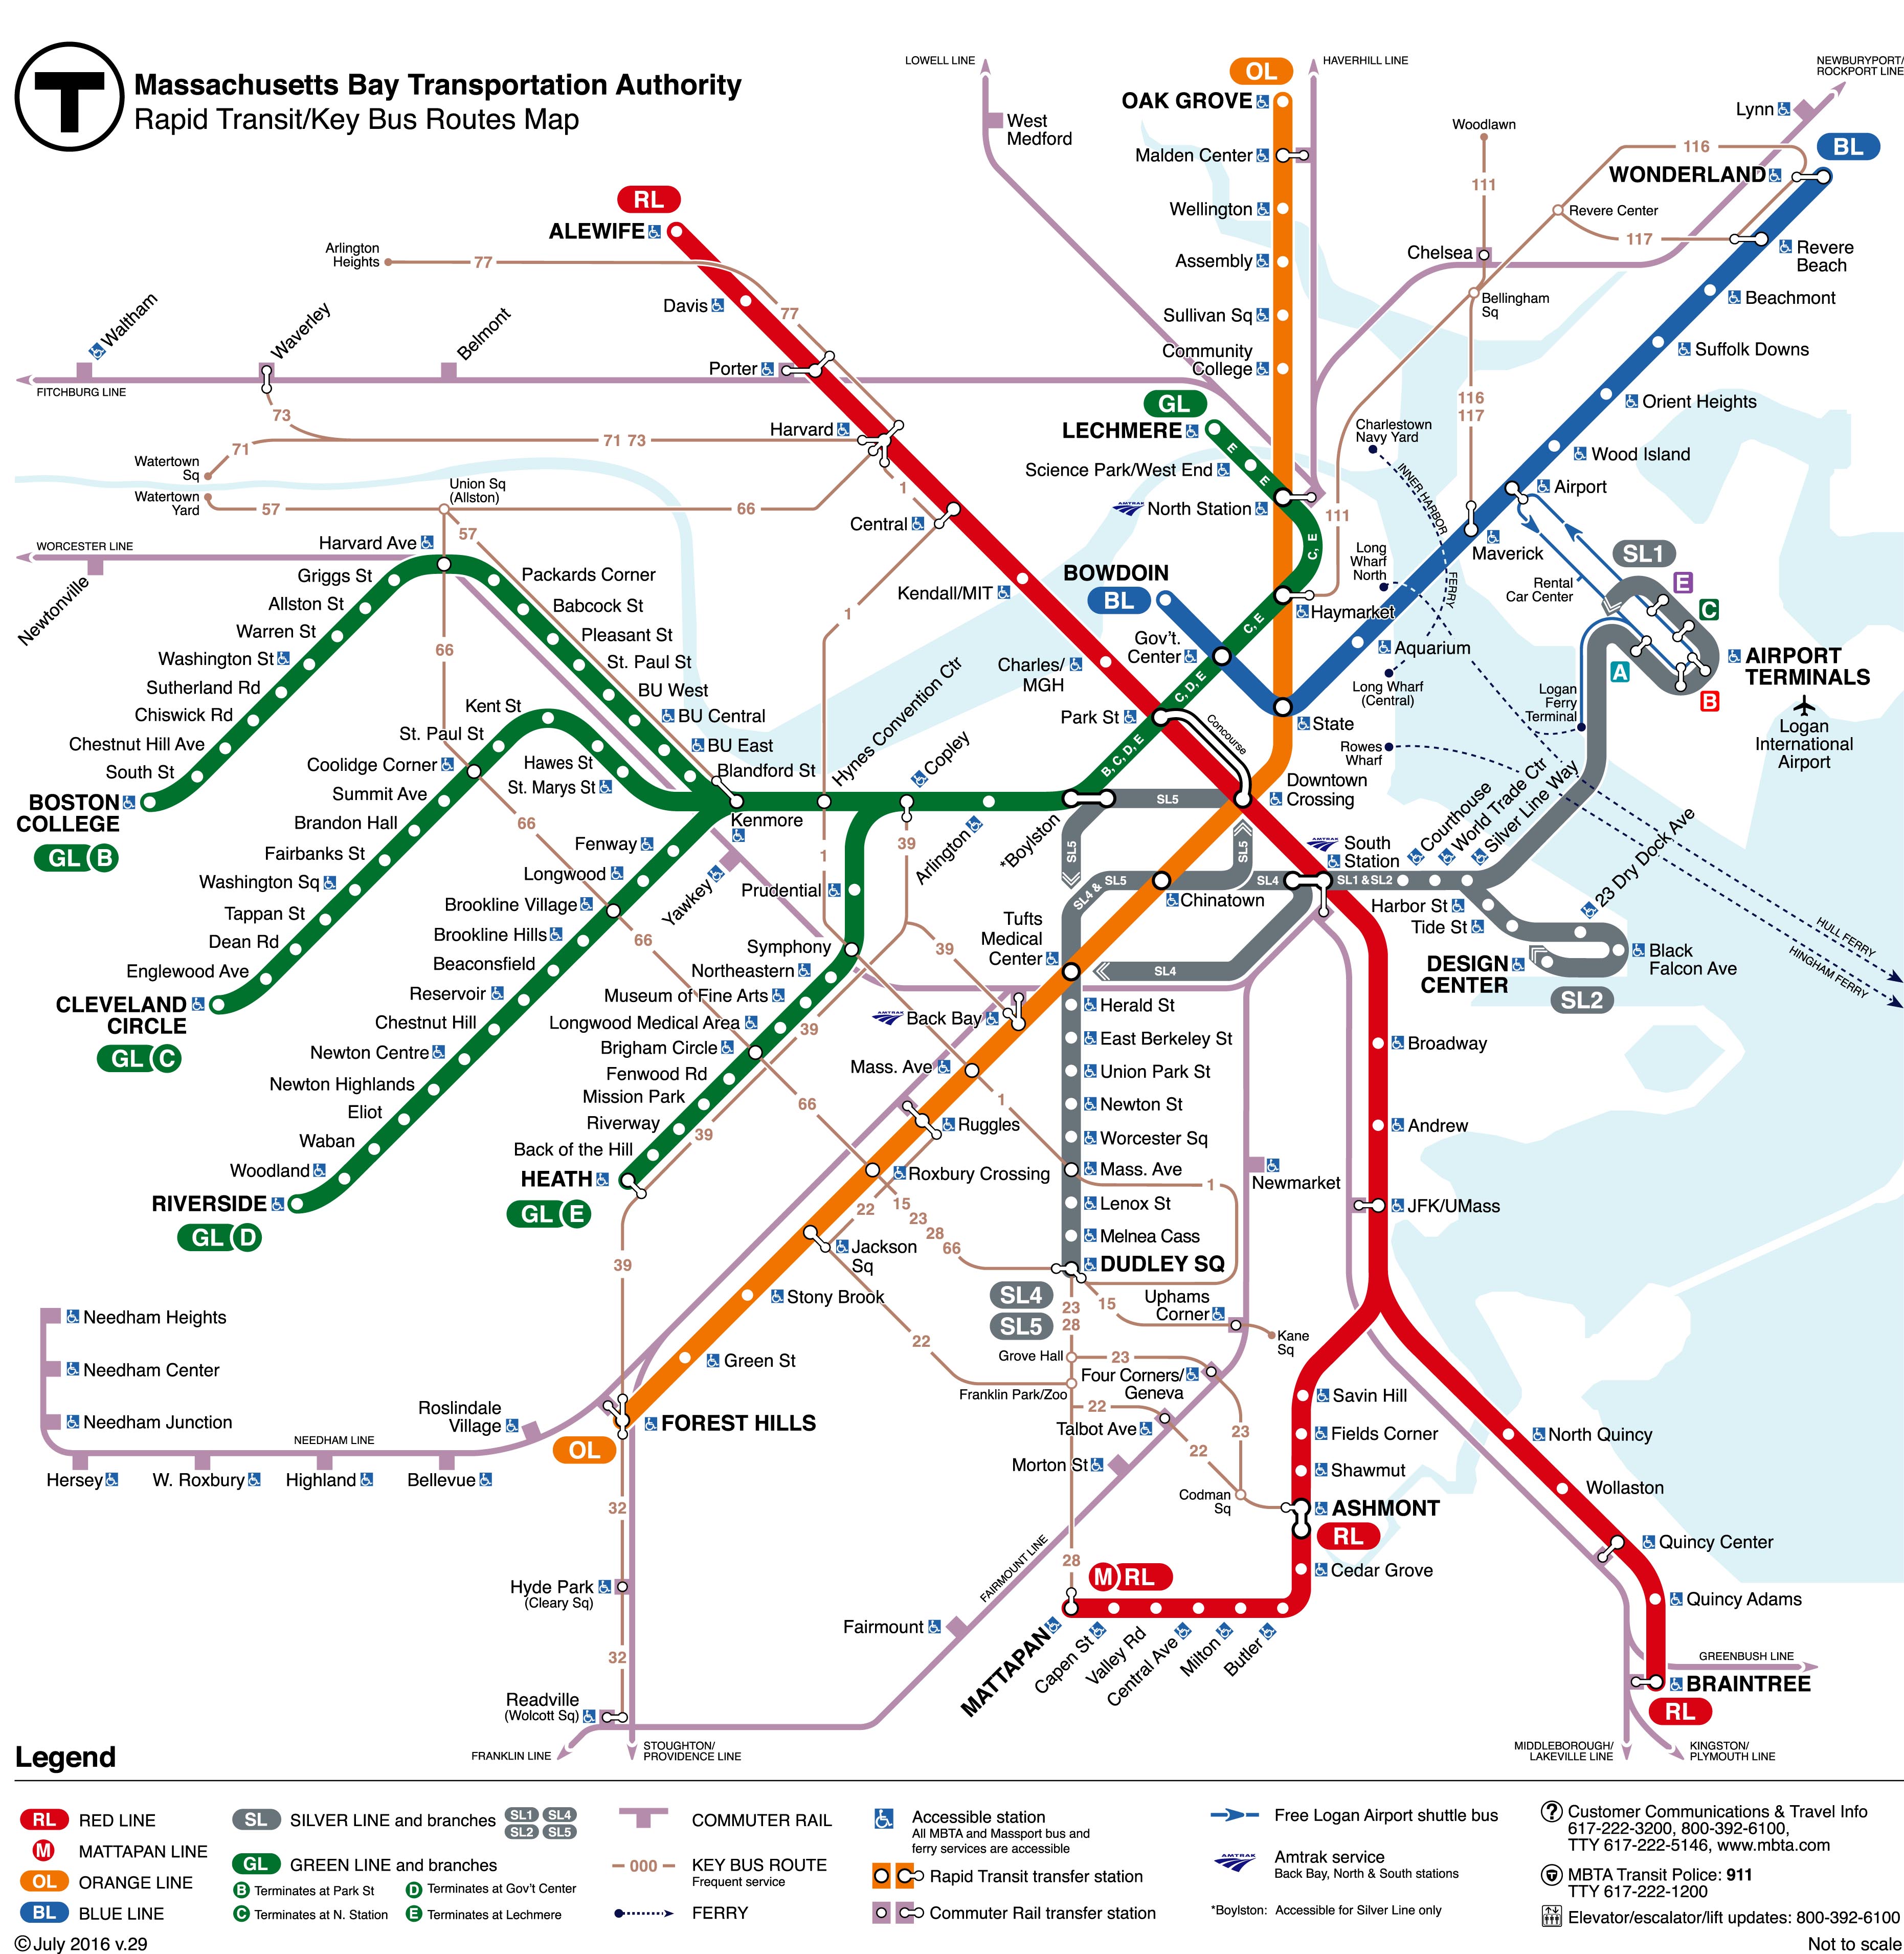 T
Massachusetts Bay Transportation Authority
Rapid Transit/Key Bus Routes Map
LOWELL LINE
West
Medford
OL
OAK GROVE
HAVERHILL LINE
NEWBURYPORT/
ROCKPORT LINE
Lynn
BL
WONDERLAND
116
Woodlawn
111
Revere Center
117
Revere
Beach
Chelsea
Bellingham
Sq
Beachmont
Suffolk Downs
116
117
Orient Heights
Wood Island
Airport
Maverick
Malden Center
Wellington
Assembly
Sullivan Sq
Community
College
RL
ALEWIFE
Arlington
Heights
77
Davis
77
Porter
Waltham
Waverley
Belmont
FITCHBURG LINE
73
71
71 73
Harvard
Watertown
Sq
Watertown
Yard
57
Union Sq
(Allston)
66
57
1
Central
GL
LECHMERE
E
Science Park/West End
E
AMTRAK
North Station
C, E
111
Charlestown
Navy Yard
INNER HARBOR
FERRY
Long
Wharf
North
WORCESTER LINE
Newtonville
Harvard Ave
Griggs St
Allston St
Warren St
Washington St
Sutherland Rd
Chiswick Rd
Chestnut Hill Ave
South St
BOSTON
COLLEGE
GL B
Packards Corner
Babcock St
Pleasant St
St. Paul St
BU West
BU Central
BU East
Blandford St
66
Kendall/MIT
1
BOWDOIN
BL
Haymarket
C, E
Gov't.
Center
Charles/
MGH
C, D, E
Park St
Concourse
B, C, D, E
State
Aquarium
Long Wharf
(Central)
Rowes
Wharf
Downtown
Crossing
Rental
Car Center
SL1
E
C
A
B
AIRPORT
TERMINALS
Logan
International
Airport
Logan
Ferry
Terminal
Kent St
St. Paul St
Coolidge Corner
Summit Ave
Brandon Hall
Fairbanks St
Washington Sq
Tappan St
Dean Rd
Englewood Ave
CLEVELAND
CIRCLE
GL C
Hawes St
St. Marys St
Kenmore
Hynes Convention Ctr
Copley
Arlington
*Boylston
SL5
SL5
SL5
SL4 & SL5
SL4
Chinatown
AMTRAK
South
Station
SL1 & SL2
Courthouse
World Trade Ctr
Silver Line Way
Harbor St
Tide St
23 Dry Dock Ave
Black
Falcon Ave
DESIGN
CENTER
SL2
HULL FERRY
HINGHAM FERRY
66
Fenway
Longwood
Brookline Village
Brookline Hills
Beaconsfield
Reservoir
Chestnut Hill
Newton Centre
Newton Highlands
Eliot
Waban
Woodland
RIVERSIDE
GL D
66
Yawkey
1
39
Prudential
39
Symphony
Northeastern
Museum of Fine Arts
Longwood Medical Area
Brigham Circle
Fenwood Rd
Mission Park
Riverway
Back of the Hill
HEATH
GL E
39
39
66
Tufts
Medical
Center
SL4
AMTRAK
Back Bay
Mass. Ave
1
Ruggles
Roxbury Crossing
22
15
23
28
66
Jackson
Sq
Stony Brook
Green St
FOREST HILLS
OL
22
Herald St
East Berkeley St
Union Park St
Newton St
Worcester Sq
Mass. Ave
1
Lenox St
Melnea Cass
DUDLEY SQ
SL4
SL5
23
28
15
Uphams
Corner
Kane
Sq
Grove Hall
23
Four Corners/
Geneva
Franklin Park/Zoo
22
Talbot Ave
22
23
Morton St
Codman
Sq
28
Newmarket
Broadway
Andrew
JFK/UMass
Savin Hill
Fields Corner
Shawmut
ASHMONT
RL
Cedar Grove
M RL
MATTAPAN
Capen St
Valley Rd
Central Ave
Milton
Butler
North Quincy
Wollaston
Quincy Center
Quincy Adams
GREENBUSH LINE
BRAINTREE
RL
MIDDLEBOROUGH/
LAKEVILLE LINE
KINGSTON/
PLYMOUTH LINE
39
Needham Heights
Needham Center
Needham Junction
Hersey
W. Roxbury
Highland
Bellevue
NEEDHAM LINE
Roslindale
Village
32
Hyde Park
(Cleary Sq)
32
Readville
(Wolcott Sq)
Fairmount
FAIRMOUNT LINE
FRANKLIN LINE
STOUGHTON/
PROVIDENCE LINE
Legend
RL RED LINE
M MATTAPAN LINE
OL ORANGE LINE
BL BLUE LINE
SL SILVER LINE and branches SL1 SL4
SL2 SL5
GL GREEN LINE and branches
B Terminates at Park St
D Terminates at Gov't Center
C Terminates at N. Station
E Terminates at Lechmere
COMMUTER RAIL
000 KEY BUS ROUTE
Frequent service
FERRY
Accessible station
All MBTA and Massport bus and
ferry services are accessible
Rapid Transit transfer station
Commuter Rail transfer station
Free Logan Airport shuttle bus
AMTRAK
Amtrak service
Back Bay, North & South stations
*Boylston: Accessible for Silver Line only
? Customer Communications & Travel Info
617-222-3200, 800-392-6100,
TTY 617-222-5146, www.mbta.com
T MBTA Transit Police: 911
TTY 617-222-1200
Elevator/escalator/lift updates: 800-392-6100
© July 2016 v.29
Not to scale